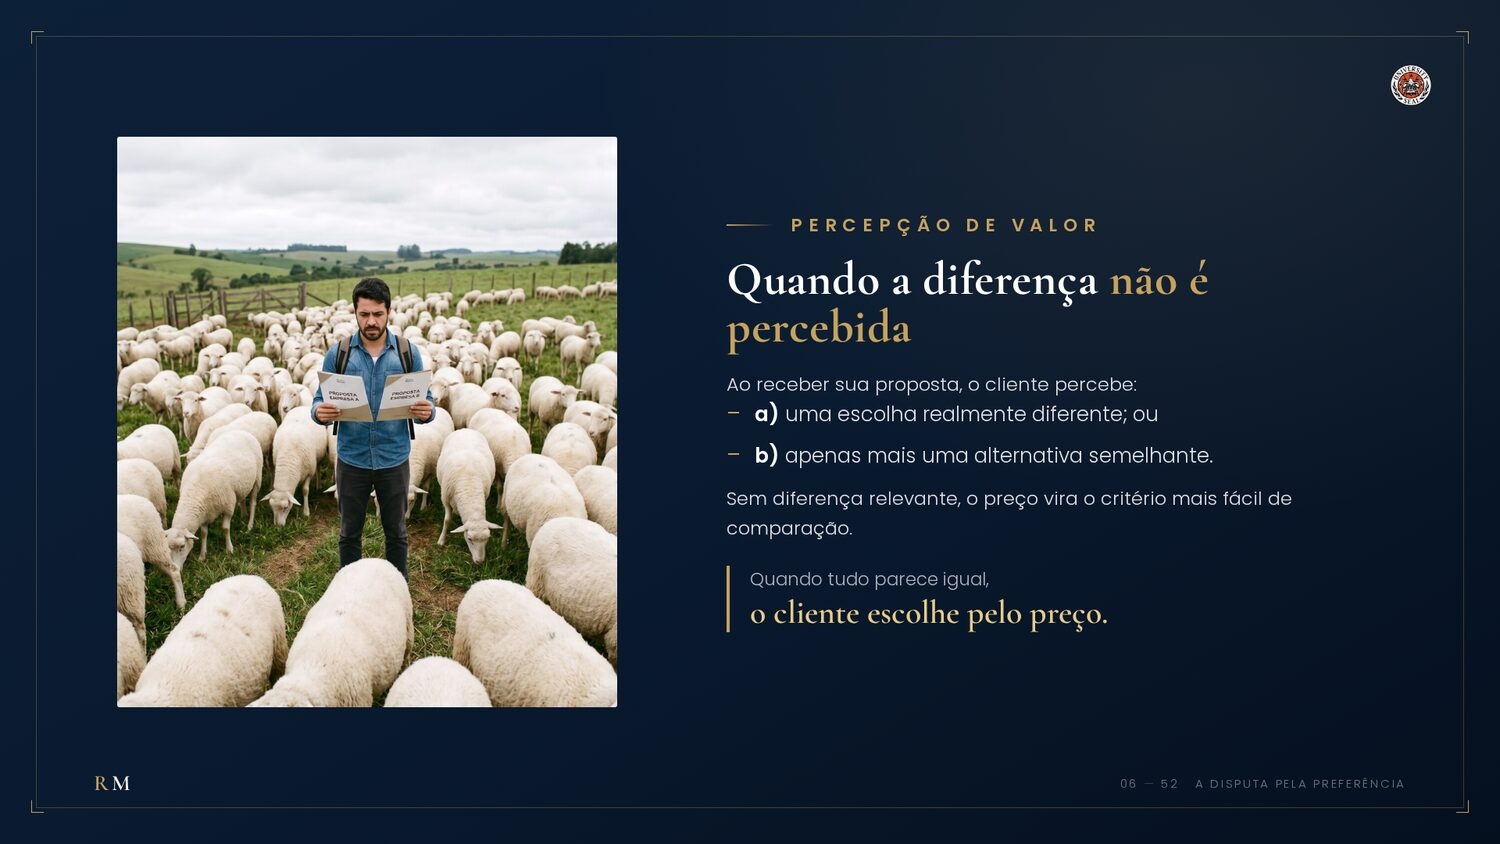 UNIVERSITY
SEAL
PROPOSTA
EMPRESA A
PROPOSTA
EMPRESA B
PERCEPÇÃO DE VALOR
Quando a diferença não é
percebida
Ao receber sua proposta, o cliente percebe:
– a) uma escolha realmente diferente; ou
– b) apenas mais uma alternativa semelhante.
Sem diferença relevante, o preço vira o critério mais fácil de
comparação.
Quando tudo parece igual,
o cliente escolhe pelo preço.
RM
06 — 52 A DISPUTA PELA PREFERÊNCIA